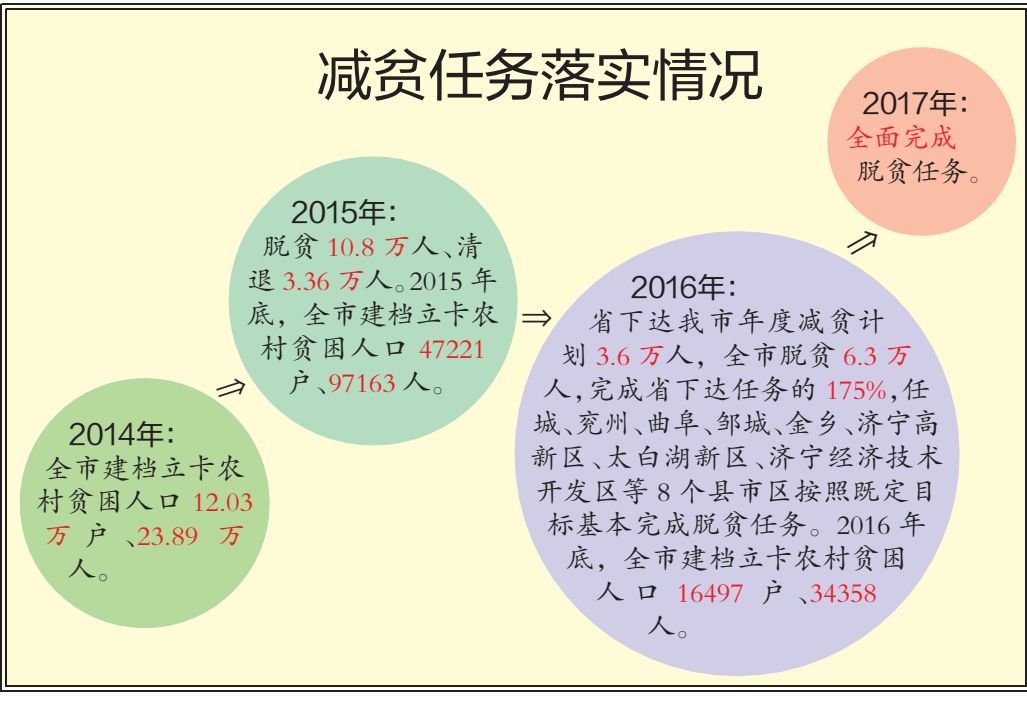 减贫任务落实情况
2014年：
全市建档立卡农
村贫困人口 12.03
万 户 、23.89 万
人。
2015年：
脱贫 10.8 万人、清
退 3.36 万人。2015 年
底，全市建档立卡农
村贫困人口 47221
户、97163 人。
2016年：
省下达我市年度减贫计
划 3.6 万人，全市脱贫 6.3 万
人，完成省下达任务的 175%，任
城、兖州、曲阜、邹城、金乡、济宁高
新区、太白湖新区、济宁经济技术
开发区等 8 个县市区按照既定目
标基本完成脱贫任务。2016 年
底，全市建档立卡农村贫困
人 口 16497 户 、34358
人。
2017年：
全面完成
脱贫任务。